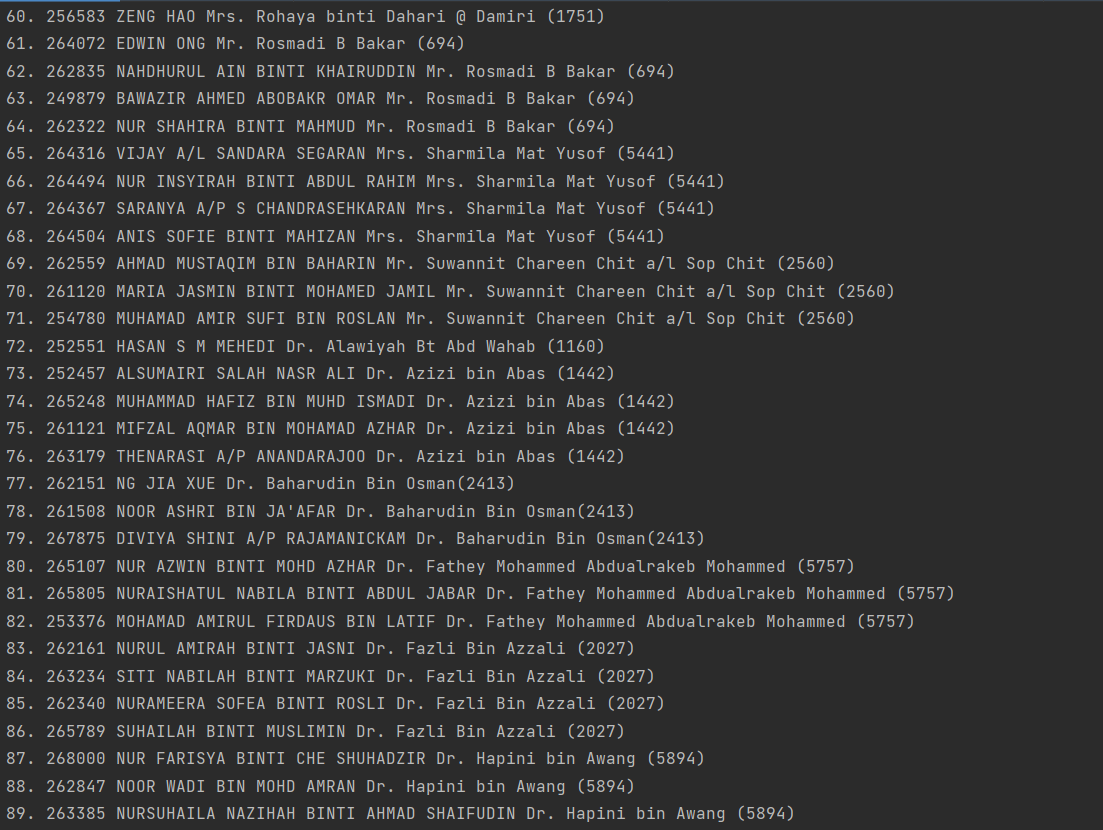 60. 256583 ZENG HAO Mrs. Rohaya binti Dahari @ Damiri (1751)
61. 264072 EDWIN ONG Mr. Rosmadi B Bakar (694)
62. 262835 NAHDHURUL AIN BINTI KHAIRUDDIN Mr. Rosmadi B Bakar (694)
63. 249879 BAWAZIR AHMED ABOBAKR OMAR Mr. Rosmadi B Bakar (694)
64. 262322 NUR SHAHIRA BINTI MAHMUD Mr. Rosmadi B Bakar (694)
65. 264316 VIJAY A/L SANDARA SEGARAN Mrs. Sharmila Mat Yusof (5441)
66. 264494 NUR INSYIRAH BINTI ABDUL RAHIM Mrs. Sharmila Mat Yusof (5441)
67. 264367 SARANYA A/P S CHANDRASEHKARAN Mrs. Sharmila Mat Yusof (5441)
68. 264504 ANIS SOFIE BINTI MAHIZAN Mrs. Sharmila Mat Yusof (5441)
69. 262559 AHMAD MUSTAQIM BIN BAHARIN Mr. Suwannit Chareen Chit a/l Sop Chit (2560)
70. 261120 MARIA JASMIN BINTI MOHAMED JAMIL Mr. Suwannit Chareen Chit a/l Sop Chit (2560)
71. 254780 MUHAMAD AMIR SUFI BIN ROSLAN Mr. Suwannit Chareen Chit a/l Sop Chit (2560)
72. 252551 HASAN S M MEHEDI Dr. Alawiyah Bt Abd Wahab (1160)
73. 252457 ALSUMAIRI SALAH NASR ALI Dr. Azizi bin Abas (1442)
74. 265248 MUHAMMAD HAFIZ BIN MUHD ISMADI Dr. Azizi bin Abas (1442)
75. 261121 MIFZAL AQMAR BIN MOHAMAD AZHAR Dr. Azizi bin Abas (1442)
76. 263179 THENARASI A/P ANANDARAJOO Dr. Azizi bin Abas (1442)
77. 262151 NG JIA XUE Dr. Baharudin Bin Osman(2413)
78. 261508 NOOR ASHRI BIN JA'AFAR Dr. Baharudin Bin Osman(2413)
79. 267875 DIVIYA SHINI A/P RAJAMANICKAM Dr. Baharudin Bin Osman(2413)
80. 265107 NUR AZWIN BINTI MOHD AZHAR Dr. Fathey Mohammed Abdualrakeb Mohammed (5757)
81. 265805 NURAISHATUL NABILA BINTI ABDUL JABAR Dr. Fathey Mohammed Abdualrakeb Mohammed (5757)
82. 253376 MOHAMAD AMIRUL FIRDAUS BIN LATIF Dr. Fathey Mohammed Abdualrakeb Mohammed (5757)
83. 262161 NURUL AMIRAH BINTI JASNI Dr. Fazli Bin Azzali (2027)
84. 263234 SITI NABILAH BINTI MARZUKI Dr. Fazli Bin Azzali (2027)
85. 262340 NURAMEERA SOFEA BINTI ROSLI Dr. Fazli Bin Azzali (2027)
86. 265789 SUHAILAH BINTI MUSLIMIN Dr. Fazli Bin Azzali (2027)
87. 268000 NUR FARISYA BINTI CHE SHUHADZIR Dr. Hapini bin Awang (5894)
88. 262847 NOOR WADI BIN MOHD AMRAN Dr. Hapini bin Awang (5894)
89. 263385 NURSUHAILA NAZIHAH BINTI AHMAD SHAIFUDIN Dr. Hapini bin Awang (5894)